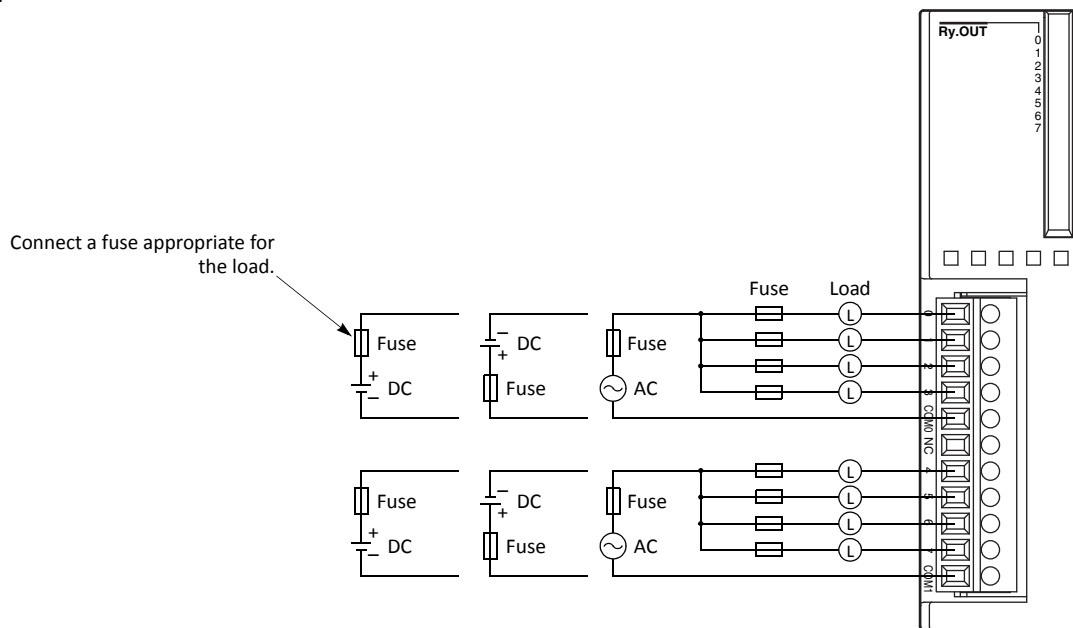 Ry.OUT
0
1
2
3
4
5
6
7
Connect a fuse appropriate for
the load.
Fuse Load
Fuse
DC
Fuse
L
L
L
L
+
−
DC
−
+
Fuse
AC
0
1
2
3
COM0
NC
Fuse
DC
Fuse
L
L
L
L
+
−
DC
−
+
Fuse
AC
4
5
6
7
COM1